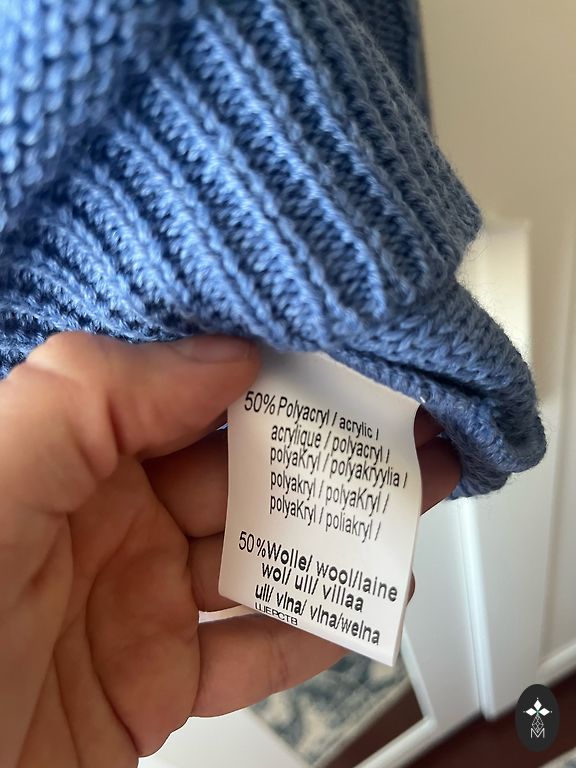 50% Polyacryl / acrylic /
acrylique / polyacryl /
polyaKryl / polyakryylia /
polyakryl / polyaKryl /
polyaKryl / poliakryl /
50%Wolle/ wool/laine
wol/ ull/ villaa
ull/ vlna/ vlna/welna
ШЕРСТЬ
M